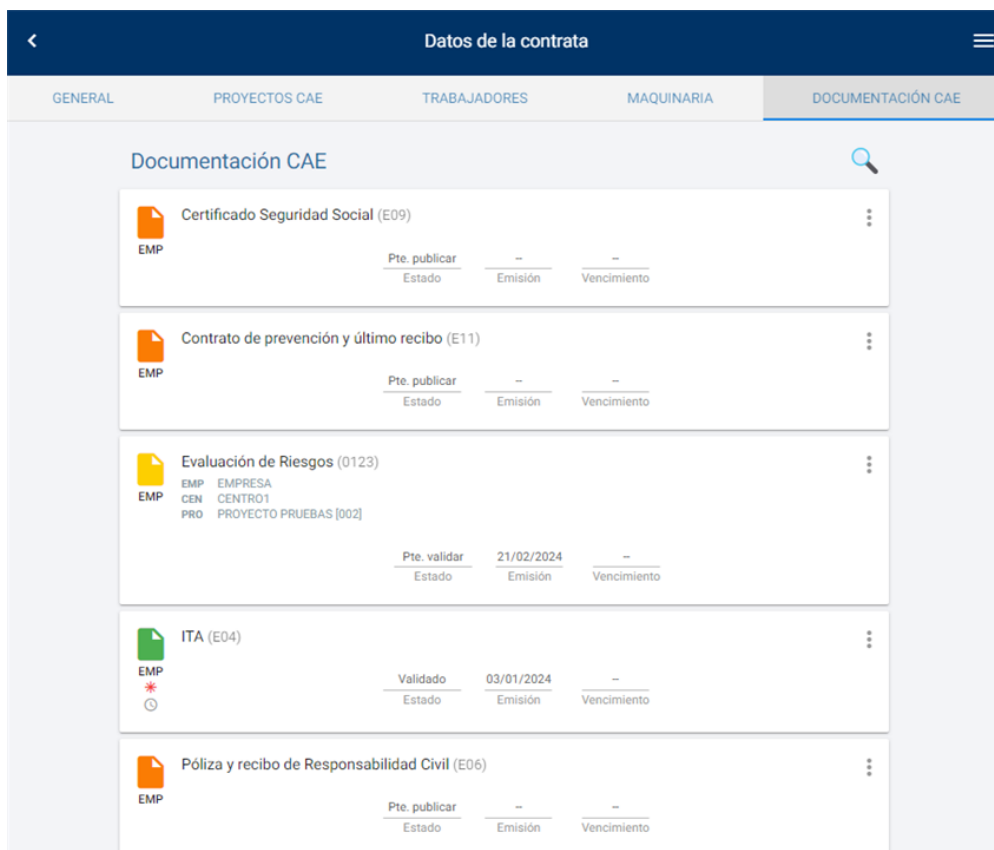 Datos de la contrata
GENERAL PROYECTOS CAE TRABAJADORES MAQUINARIA DOCUMENTACIÓN CAE
Documentación CAE
Certificado Seguridad Social (E09)
EMP
Pte. publicar -- --
Estado Emisión Vencimiento
Contrato de prevención y último recibo (E11)
EMP
Pte. publicar -- --
Estado Emisión Vencimiento
Evaluación de Riesgos (0123)
EMP
EMP EMPRESA
CEN CENTRO1
PRO PROYECTO PRUEBAS [002]
Pte. validar 21/02/2024 --
Estado Emisión Vencimiento
ITA (E04)
EMP
Validado 03/01/2024 --
Estado Emisión Vencimiento
Póliza y recibo de Responsabilidad Civil (E06)
EMP
Pte. publicar -- --
Estado Emisión Vencimiento